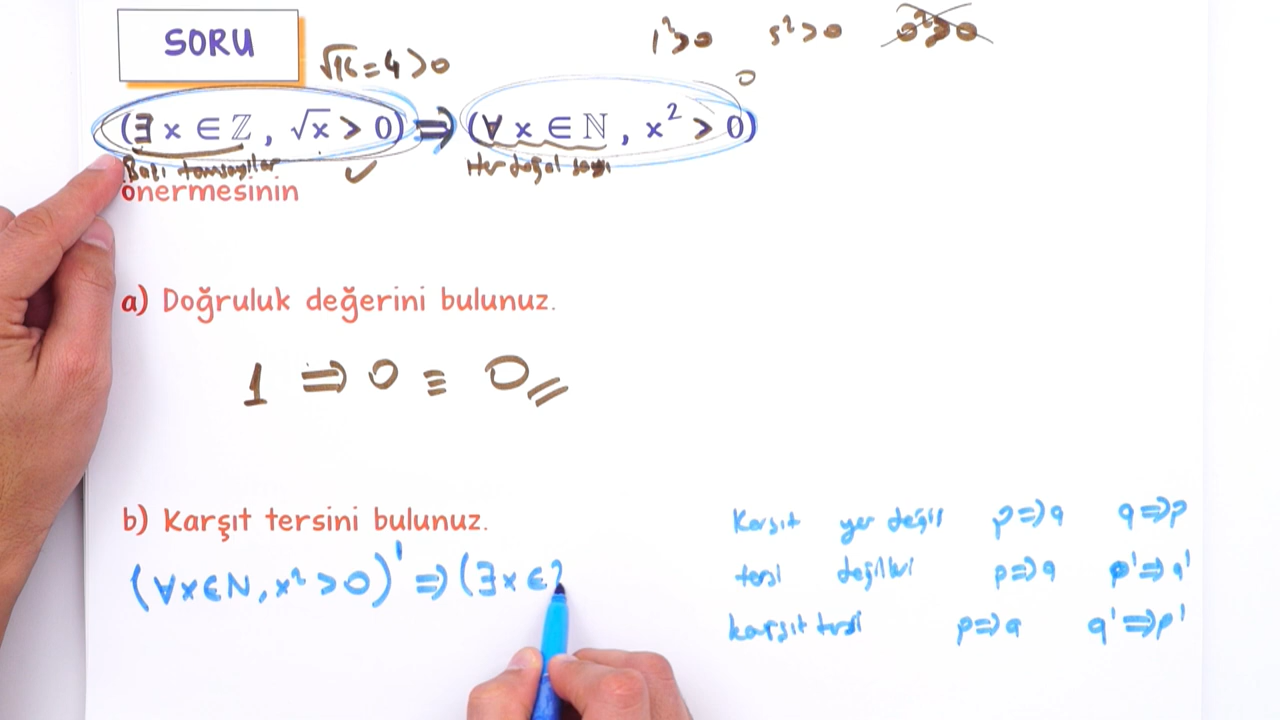 SORU
√16 = 4 > 0
1² > 0 5² > 0 0² > 0
0
(∃ x ∈ ℤ , √x > 0) ⇒ (∀ x ∈ ℕ , x² > 0)
Bazı tamsayılar ✓ Her doğal sayı
önermesinin
a) Doğruluk değerini bulunuz.
1 ⇒ 0 ≡ 0
b) Karşıt tersini bulunuz.
(∀x∈N, x² > 0)' ⇒ (∃x ∈
Karşıt yer değiş p⇒q q⇒p
tersi değilleri p⇒q p'⇒q'
karşıt tersi p⇒q q'⇒p'